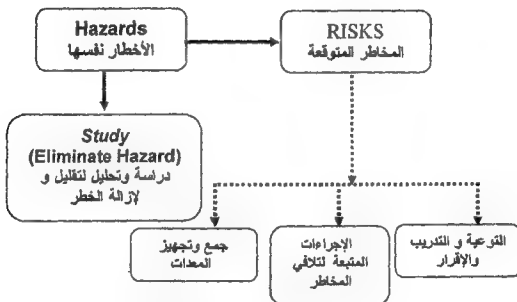 Hazards
الأخطار نفسها
RISKS
المخاطر المتوقعة
Study
(Eliminate Hazard)
دراسة وتحليل لتقليل و
لإزالة الخطر
جمع وتجهيز
المعدات
الإجراءات
المتبعة لتلافي
المخاطر
التوعية و التدريب
والإقرار